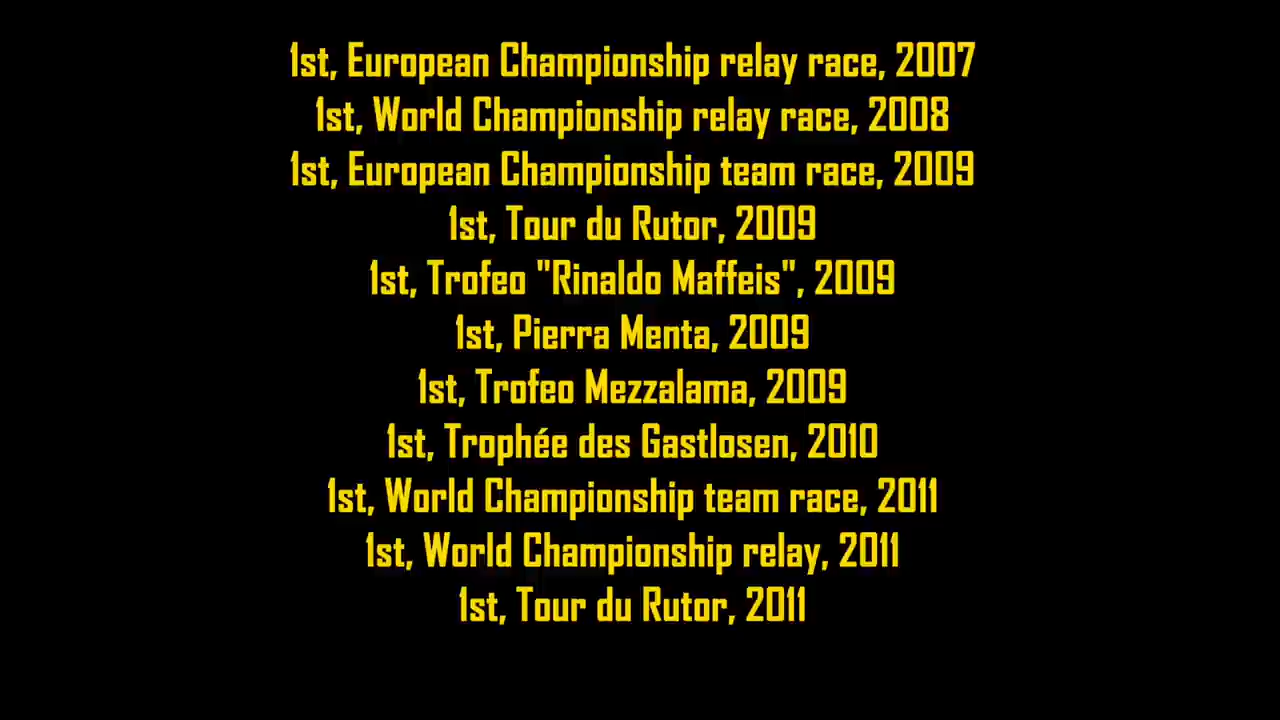 1st, European Championship relay race, 2007
1st, World Championship relay race, 2008
1st, European Championship team race, 2009
1st, Tour du Rutor, 2009
1st, Trofeo "Rinaldo Maffeis", 2009
1st, Pierra Menta, 2009
1st, Trofeo Mezzalama, 2009
1st, Trophée des Gastlosen, 2010
1st, World Championship team race, 2011
1st, World Championship relay, 2011
1st, Tour du Rutor, 2011